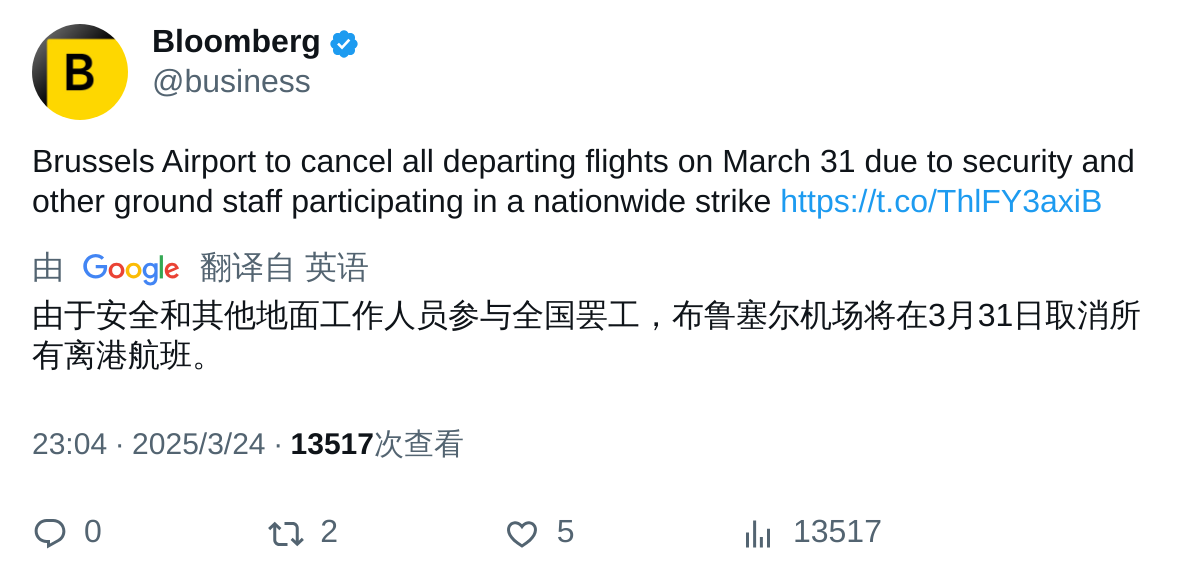 B
Bloomberg
@business
Brussels Airport to cancel all departing flights on March 31 due to security and
other ground staff participating in a nationwide strike https://t.co/ThlFY3axiB
由 Google 翻译自 英语
由于安全和其他地面工作人员参与全国罢工，布鲁塞尔机场将在3月31日取消所
有离港航班。
23:04 · 2025/3/24 · 13517次查看
0 2 5 13517